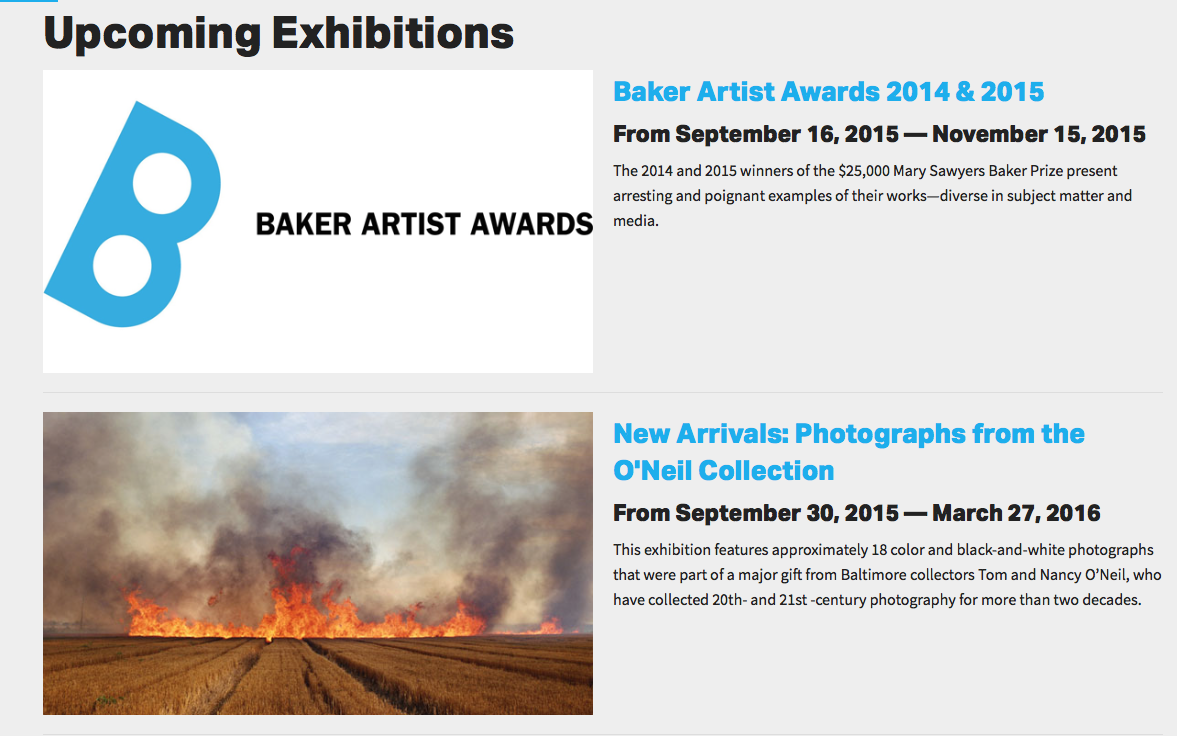 Upcoming Exhibitions
BAKER ARTIST AWARDS
Baker Artist Awards 2014 & 2015
From September 16, 2015 — November 15, 2015
The 2014 and 2015 winners of the $25,000 Mary Sawyers Baker Prize present
arresting and poignant examples of their works—diverse in subject matter and
media.
New Arrivals: Photographs from the
O'Neil Collection
From September 30, 2015 — March 27, 2016
This exhibition features approximately 18 color and black-and-white photographs
that were part of a major gift from Baltimore collectors Tom and Nancy O’Neil, who
have collected 20th- and 21st -century photography for more than two decades.